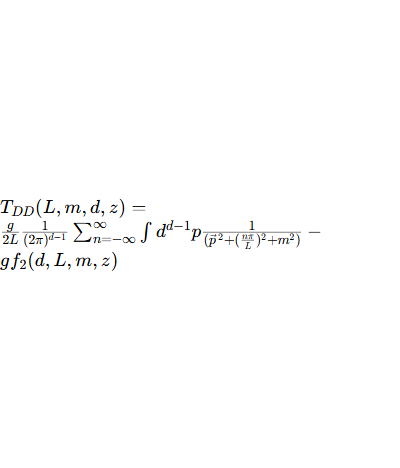 $T_{DD}(L, m, d, z) =$
$\frac{g}{2L} \frac{1}{(2\pi)^{d-1}} \sum_{n=-\infty}^{\infty} \int d^{d-1}p \frac{1}{(\vec{p}^{\,2}+(\frac{n\pi}{L})^2+m^2)} -$
$g f_2(d, L, m, z)$